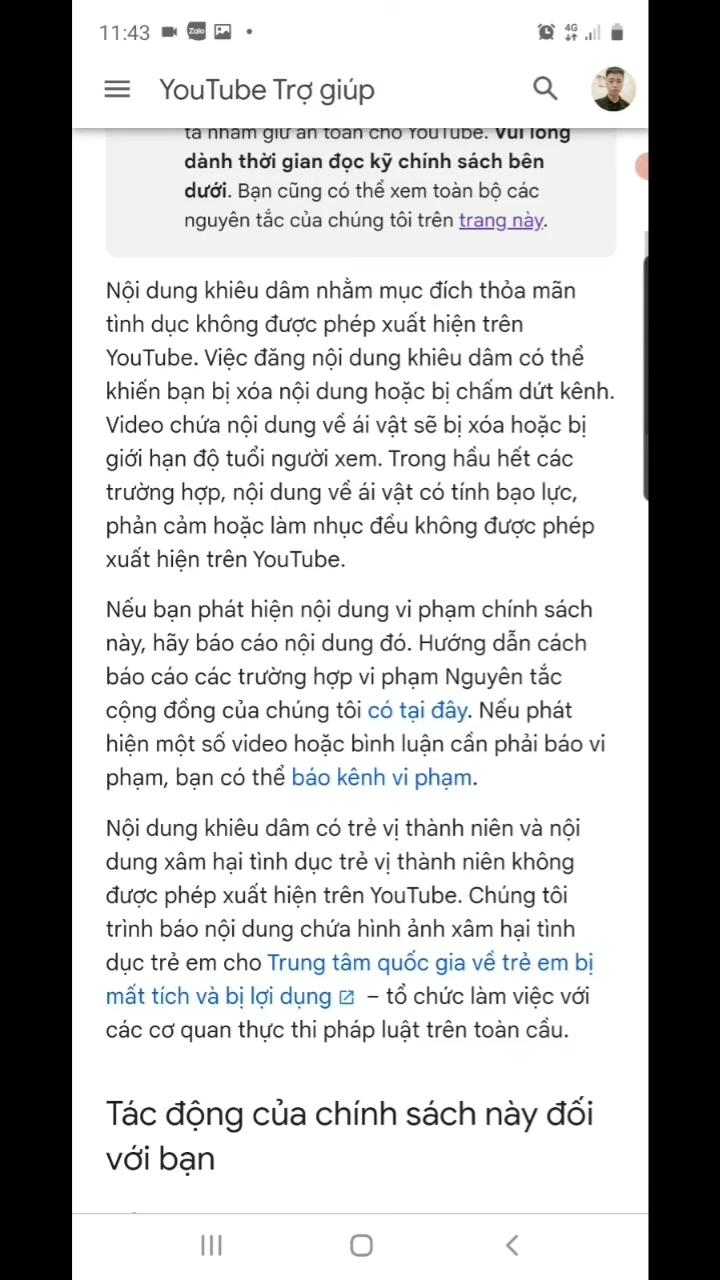 11:43
Zalo
4G
YouTube Trợ giúp
ta nhằm giữ an toàn cho YouTube. Vui lòng
dành thời gian đọc kỹ chính sách bên
dưới. Bạn cũng có thể xem toàn bộ các
nguyên tắc của chúng tôi trên trang này.
Nội dung khiêu dâm nhằm mục đích thỏa mãn
tình dục không được phép xuất hiện trên
YouTube. Việc đăng nội dung khiêu dâm có thể
khiến bạn bị xóa nội dung hoặc bị chấm dứt kênh.
Video chứa nội dung về ái vật sẽ bị xóa hoặc bị
giới hạn độ tuổi người xem. Trong hầu hết các
trường hợp, nội dung về ái vật có tính bạo lực,
phản cảm hoặc làm nhục đều không được phép
xuất hiện trên YouTube.
Nếu bạn phát hiện nội dung vi phạm chính sách
này, hãy báo cáo nội dung đó. Hướng dẫn cách
báo cáo các trường hợp vi phạm Nguyên tắc
cộng đồng của chúng tôi có tại đây. Nếu phát
hiện một số video hoặc bình luận cần phải báo vi
phạm, bạn có thể báo kênh vi phạm.
Nội dung khiêu dâm có trẻ vị thành niên và nội
dung xâm hại tình dục trẻ vị thành niên không
được phép xuất hiện trên YouTube. Chúng tôi
trình báo nội dung chứa hình ảnh xâm hại tình
dục trẻ em cho Trung tâm quốc gia về trẻ em bị
mất tích và bị lợi dụng – tổ chức làm việc với
các cơ quan thực thi pháp luật trên toàn cầu.
Tác động của chính sách này đối
với bạn